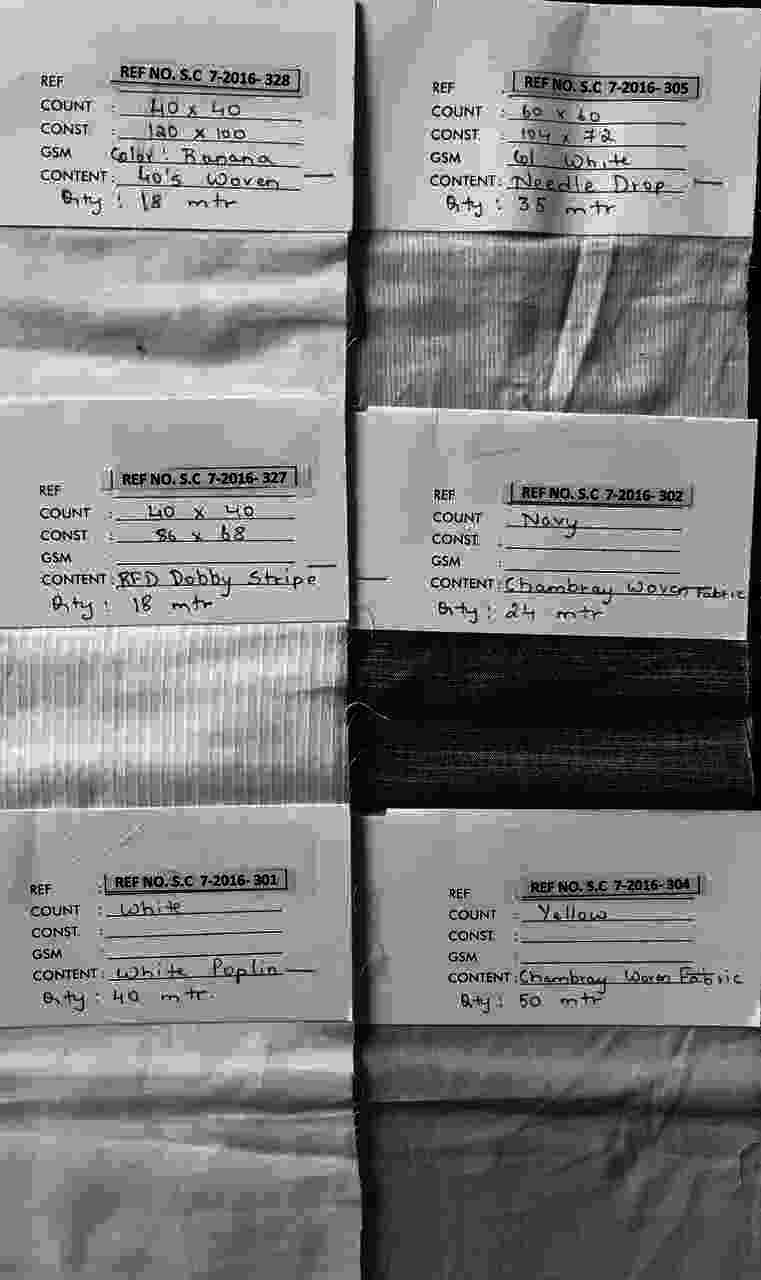 REF REF NO. S.C 7-2016- 328
COUNT : 40 x 40
CONST. : 120 x 100
GSM Color : Banana
CONTENT: 40's Woven
Qty : 18 mtr
REF : REF NO. S.C 7-2016- 305
COUNT : 60 x 60
CONST. : 104 x 72
GSM Col : White
CONTENT: Needle Drop
Qty : 35 mtr
REF REF NO. S.C 7-2016- 327
COUNT : 40 x 40
CONST. : 86 x 68
GSM
CONTENT: RFD Dobby Stripe
Qty : 18 mtr
REF REF NO. S.C 7-2016- 302
COUNT : Navy
CONST. :
GSM :
CONTENT: Chambray Woven Fabric
Qty : 24 mtr
REF : REF NO. S.C 7-2016- 301
COUNT : White
CONST. :
GSM :
CONTENT: White Poplin
Qty : 40 mtr.
REF : REF NO. S.C 7-2016- 304
COUNT : Yellow
CONST. :
GSM :
CONTENT: Chambray Woven Fabric
Qty : 50 mtr